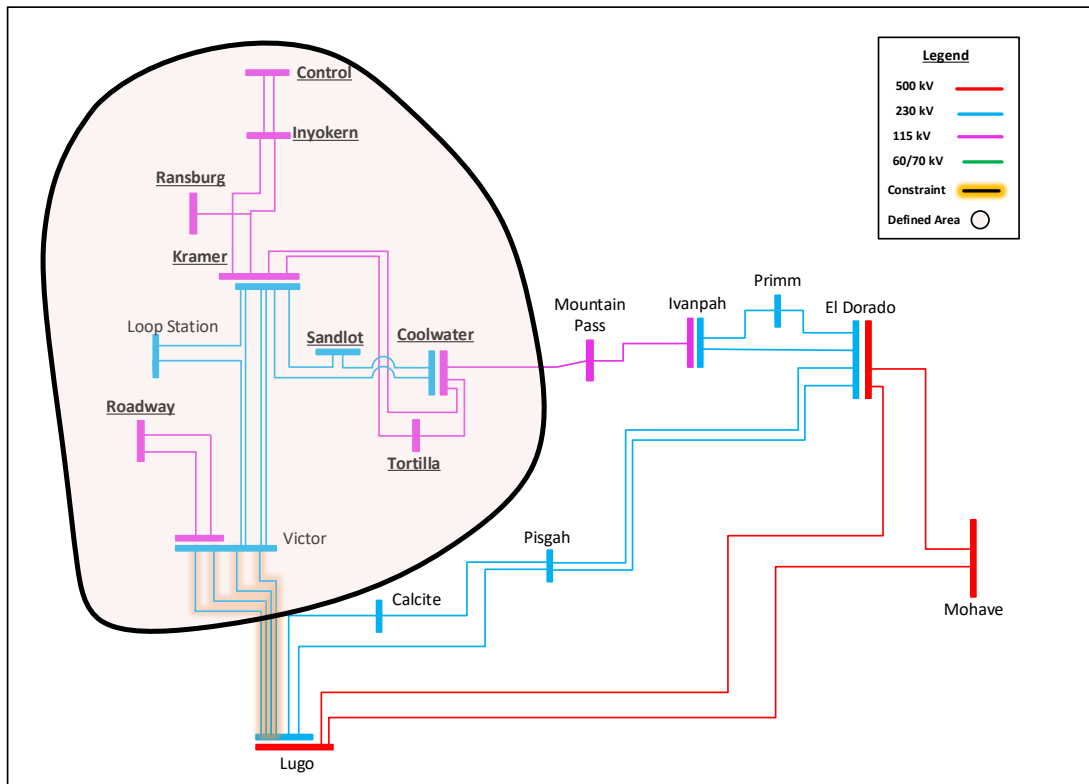 Control
Inyokern
Ransburg
Kramer
Loop Station
Sandlot
Coolwater
Roadway
Tortilla
Victor
Mountain
Pass
Ivanpah
Primm
El Dorado
Pisgah
Calcite
Mohave
Lugo
Legend
500 kV
230 kV
115 kV
60/70 kV
Constraint
Defined Area